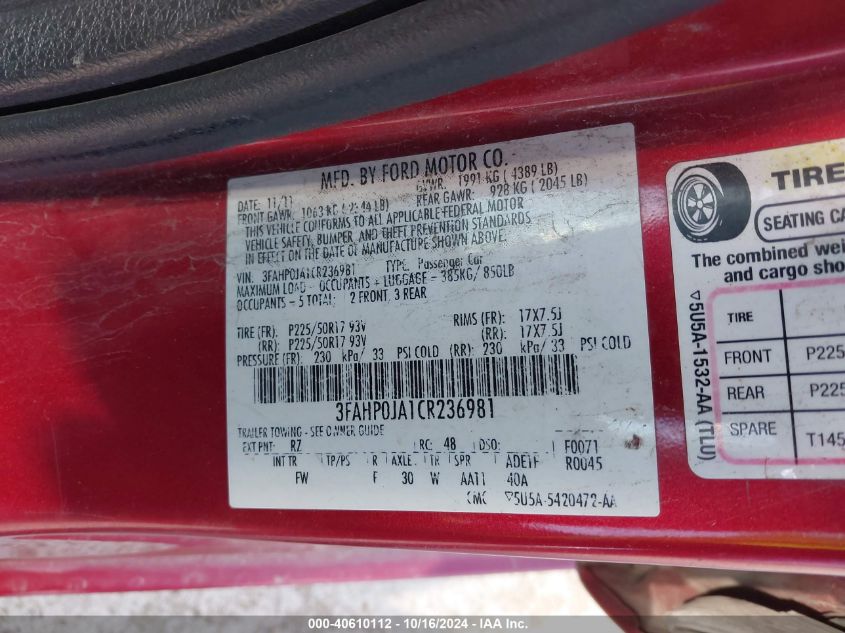 MFD. BY FORD MOTOR CO.
DATE: 11/11 GVWR: 1991 KG ( 4389 LB)
FRONT GAWR: 1063 KG LB) REAR GAWR: 928 KG ( 2045 LB)
THIS VEHICLE CONFORMS TO ALL APPLICABLE FEDERAL MOTOR
VEHICLE SAFETY, BUMPER, AND THEFT PREVENTION STANDARDS
IN EFFECT ON THE DATE OF MANUFACTURE SHOWN ABOVE.
VIN: 3FAHP0JA1CR236981 TYPE: Passenger Car
MAXIMUM LOAD - OCCUPANTS + LUGGAGE = 385KG/ 850LB
OCCUPANTS - 5 TOTAL: 2 FRONT, 3 REAR
TIRE (FR): P225/50R17 93V RIMS (FR): 17X7.5J
(RR): P225/50R17 93V (RR): 17X7.5J
PRESSURE (FR): 230 kPa/ 33 PSI COLD (RR): 230 kPa/ 33 PSI COLD
3FAHP0JA1CR236981
TRAILER TOWING - SEE OWNER GUIDE
EXT PNT: RZ RC: 48 DSO: F0071
INT TR TP/PS R AXLE TR SPR R0045
FW F 30 W AA11 40A
▽5U5A-5420472-AA
TIRE
SEATING CA
The combined wei
and cargo sho
TIRE
FRONT P225
REAR P225
SPARE T145
▽5U5A-1532-AA (TLU)
000-40610112 - 10/16/2024 - IAA Inc.